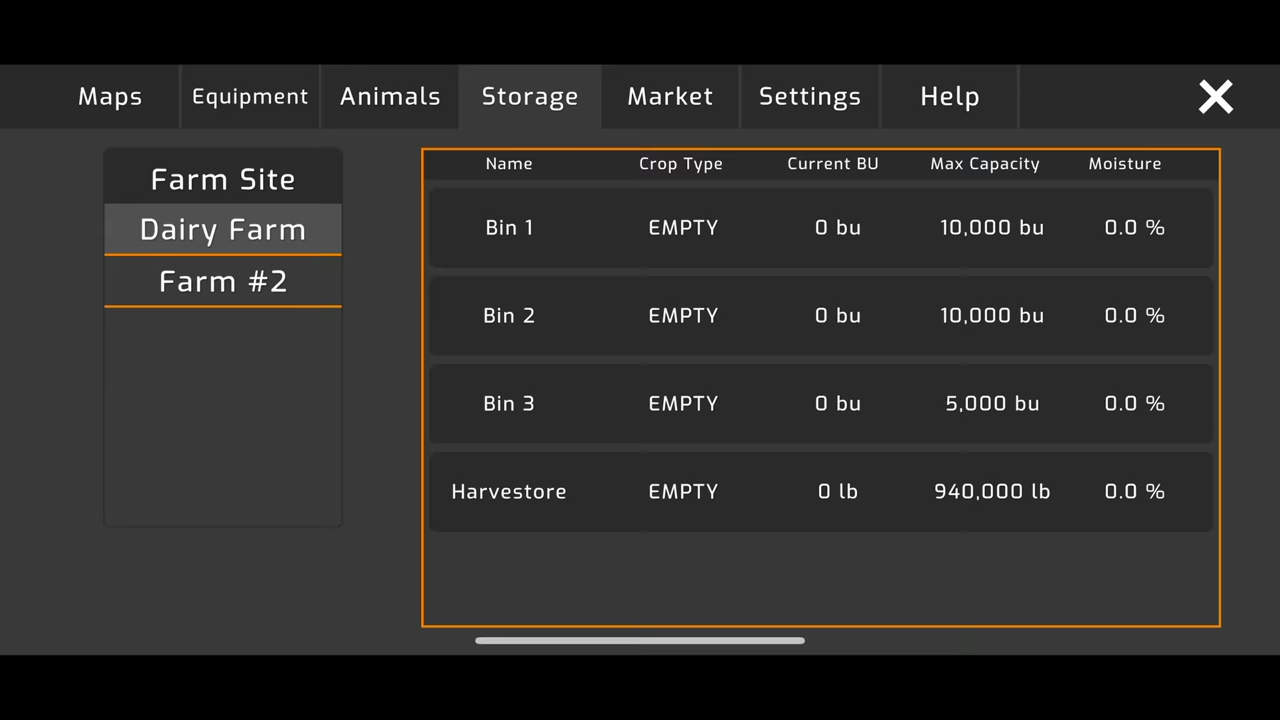 Maps Equipment Animals Storage Market Settings Help
Farm Site
Dairy Farm
Farm #2
Name Crop Type Current BU Max Capacity Moisture
Bin 1 EMPTY 0 bu 10,000 bu 0.0 %
Bin 2 EMPTY 0 bu 10,000 bu 0.0 %
Bin 3 EMPTY 0 bu 5,000 bu 0.0 %
Harvestore EMPTY 0 lb 940,000 lb 0.0 %